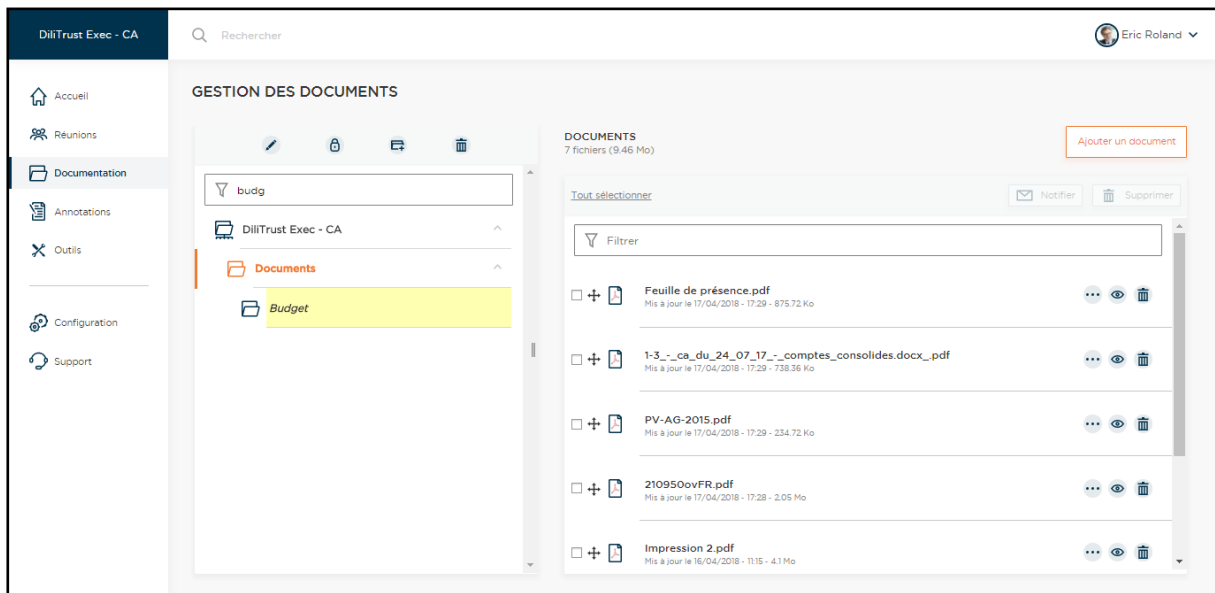 DiliTrust Exec - CA
Rechercher
Eric Roland
Accueil
Réunions
Documentation
Annotations
Outils
Configuration
Support
GESTION DES DOCUMENTS
budg
DiliTrust Exec - CA
Documents
Budget
DOCUMENTS
7 fichiers (9.46 Mo)
Ajouter un document
Tout sélectionner
Notifier
Supprimer
Filtrer
Feuille de présence.pdf
Mis à jour le 17/04/2018 - 17:29 - 875.72 Ko
1-3_-_ca_du_24_07_17_-_comptes_consolides.docx_.pdf
Mis à jour le 17/04/2018 - 17:29 - 738.36 Ko
PV-AG-2015.pdf
Mis à jour le 17/04/2018 - 17:29 - 234.72 Ko
210950ovFR.pdf
Mis à jour le 17/04/2018 - 17:28 - 2.05 Mo
Impression 2.pdf
Mis à jour le 16/04/2018 - 11:15 - 4.1 Mo